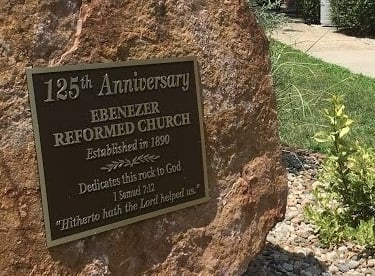 125th Anniversary
EBENEZER
REFORMED CHURCH
Established in 1890
Dedicates this rock to God
1 Samuel 7:12
"Hitherto hath the Lord helped us."